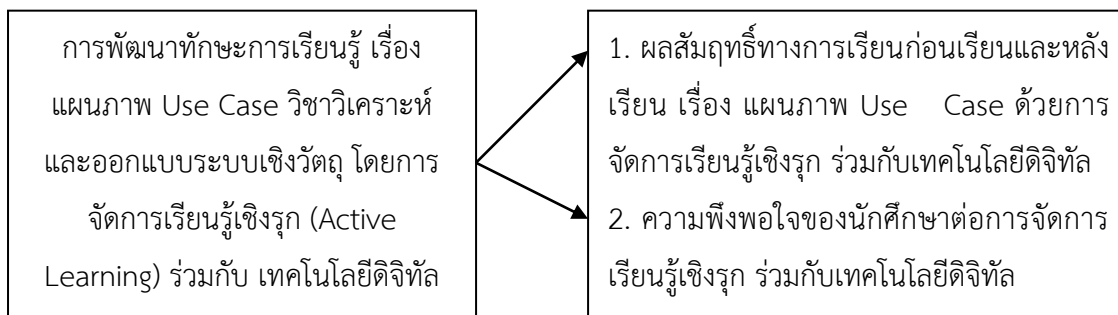 การพัฒนาทักษะการเรียนรู้ เรื่อง
แผนภาพ Use Case วิชาวิเคราะห์
และออกแบบระบบเชิงวัตถุ โดยการ
จัดการเรียนรู้เชิงรุก (Active
Learning) ร่วมกับ เทคโนโลยีดิจิทัล
1. ผลสัมฤทธิ์ทางการเรียนก่อนเรียนและหลัง
เรียน เรื่อง แผนภาพ Use Case ด้วยการ
จัดการเรียนรู้เชิงรุก ร่วมกับเทคโนโลยีดิจิทัล
2. ความพึงพอใจของนักศึกษาต่อการจัดการ
เรียนรู้เชิงรุก ร่วมกับเทคโนโลยีดิจิทัล